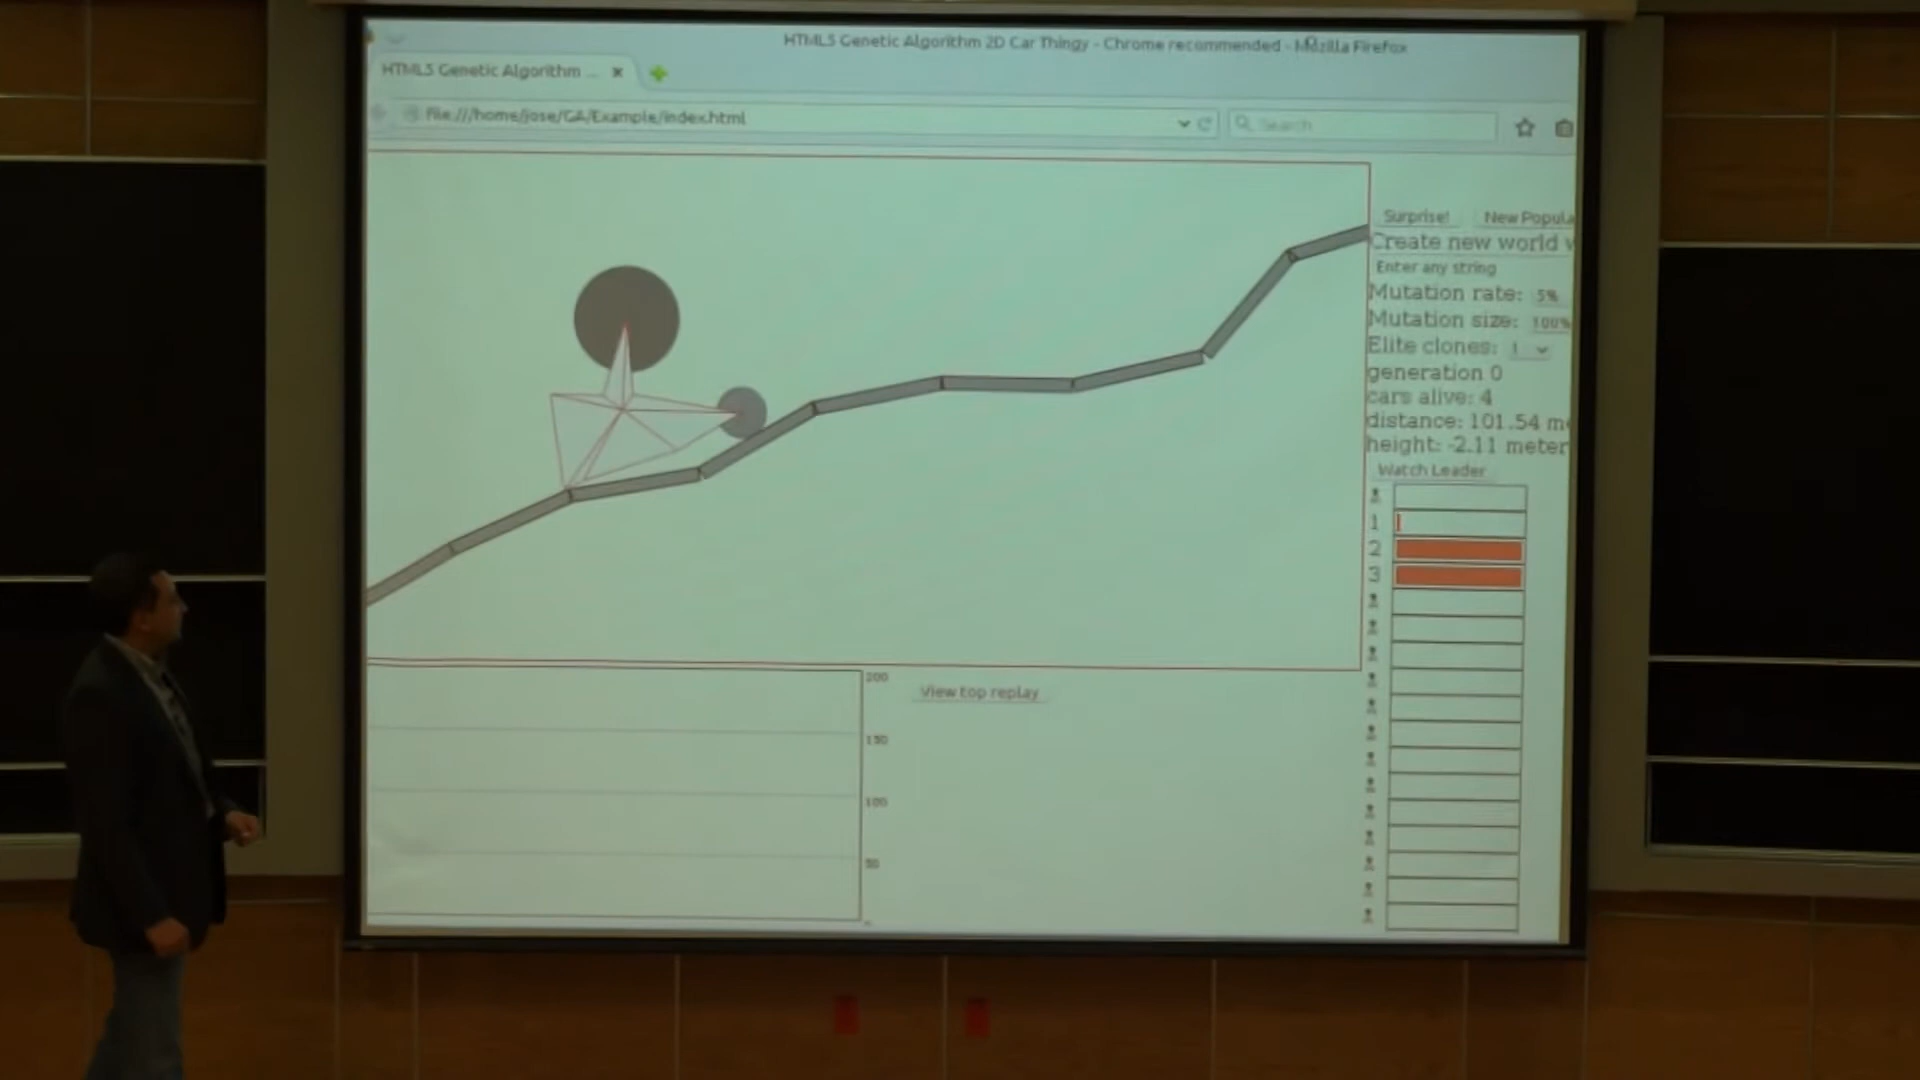 HTML5 Genetic Algorithm 2D Car Thingy - Chrome recommended - Mozilla Firefox
HTML5 Genetic Algorithm ...
file:///home/jose/GA/Example/index.html
Search
Surprise!
New Popula
Create new world w
Enter any string
Mutation rate: 5%
Mutation size: 100%
Elite clones: 1
generation 0
cars alive: 4
distance: 101.54 me
height: -2.11 meter
Watch Leader
1
2
3
200
150
100
50
View top replay